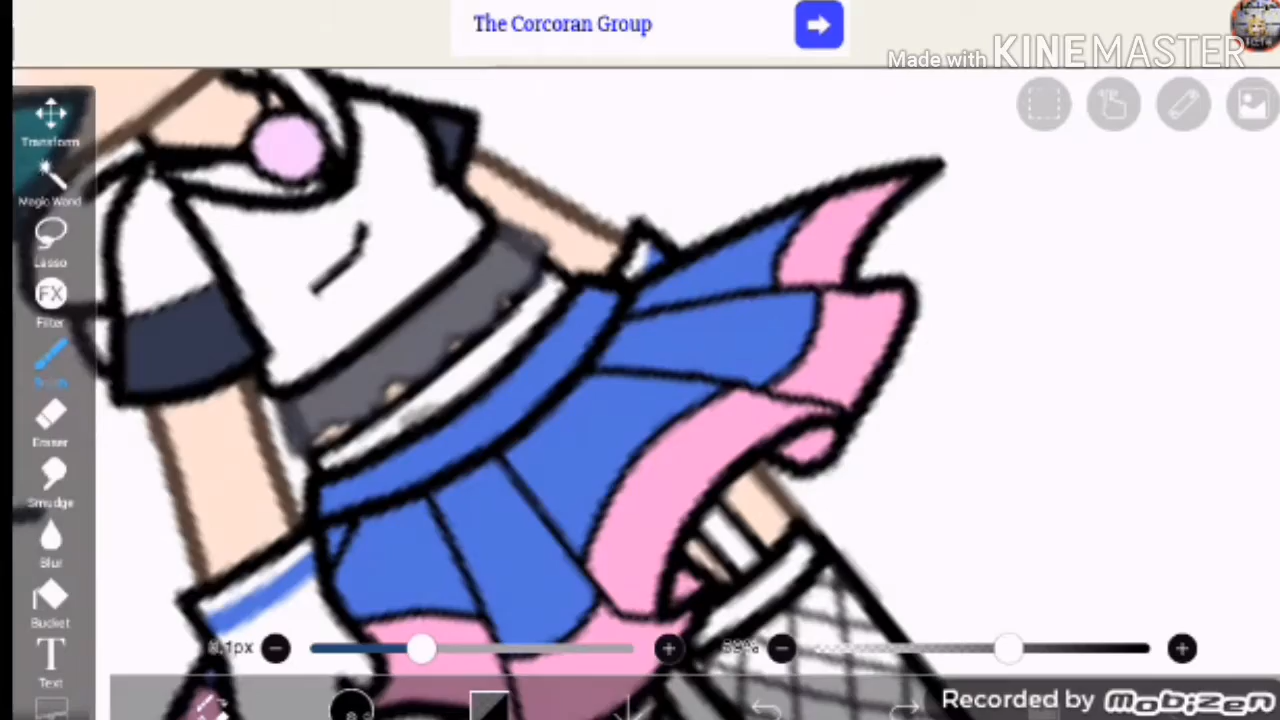 The Corcoran Group
Made with KINEMASTER
Transform
Magic Wand
Lasso
FX
Filter
Eraser
Smudge
Blur
Bucket
T
Text
Recorded by mobizen